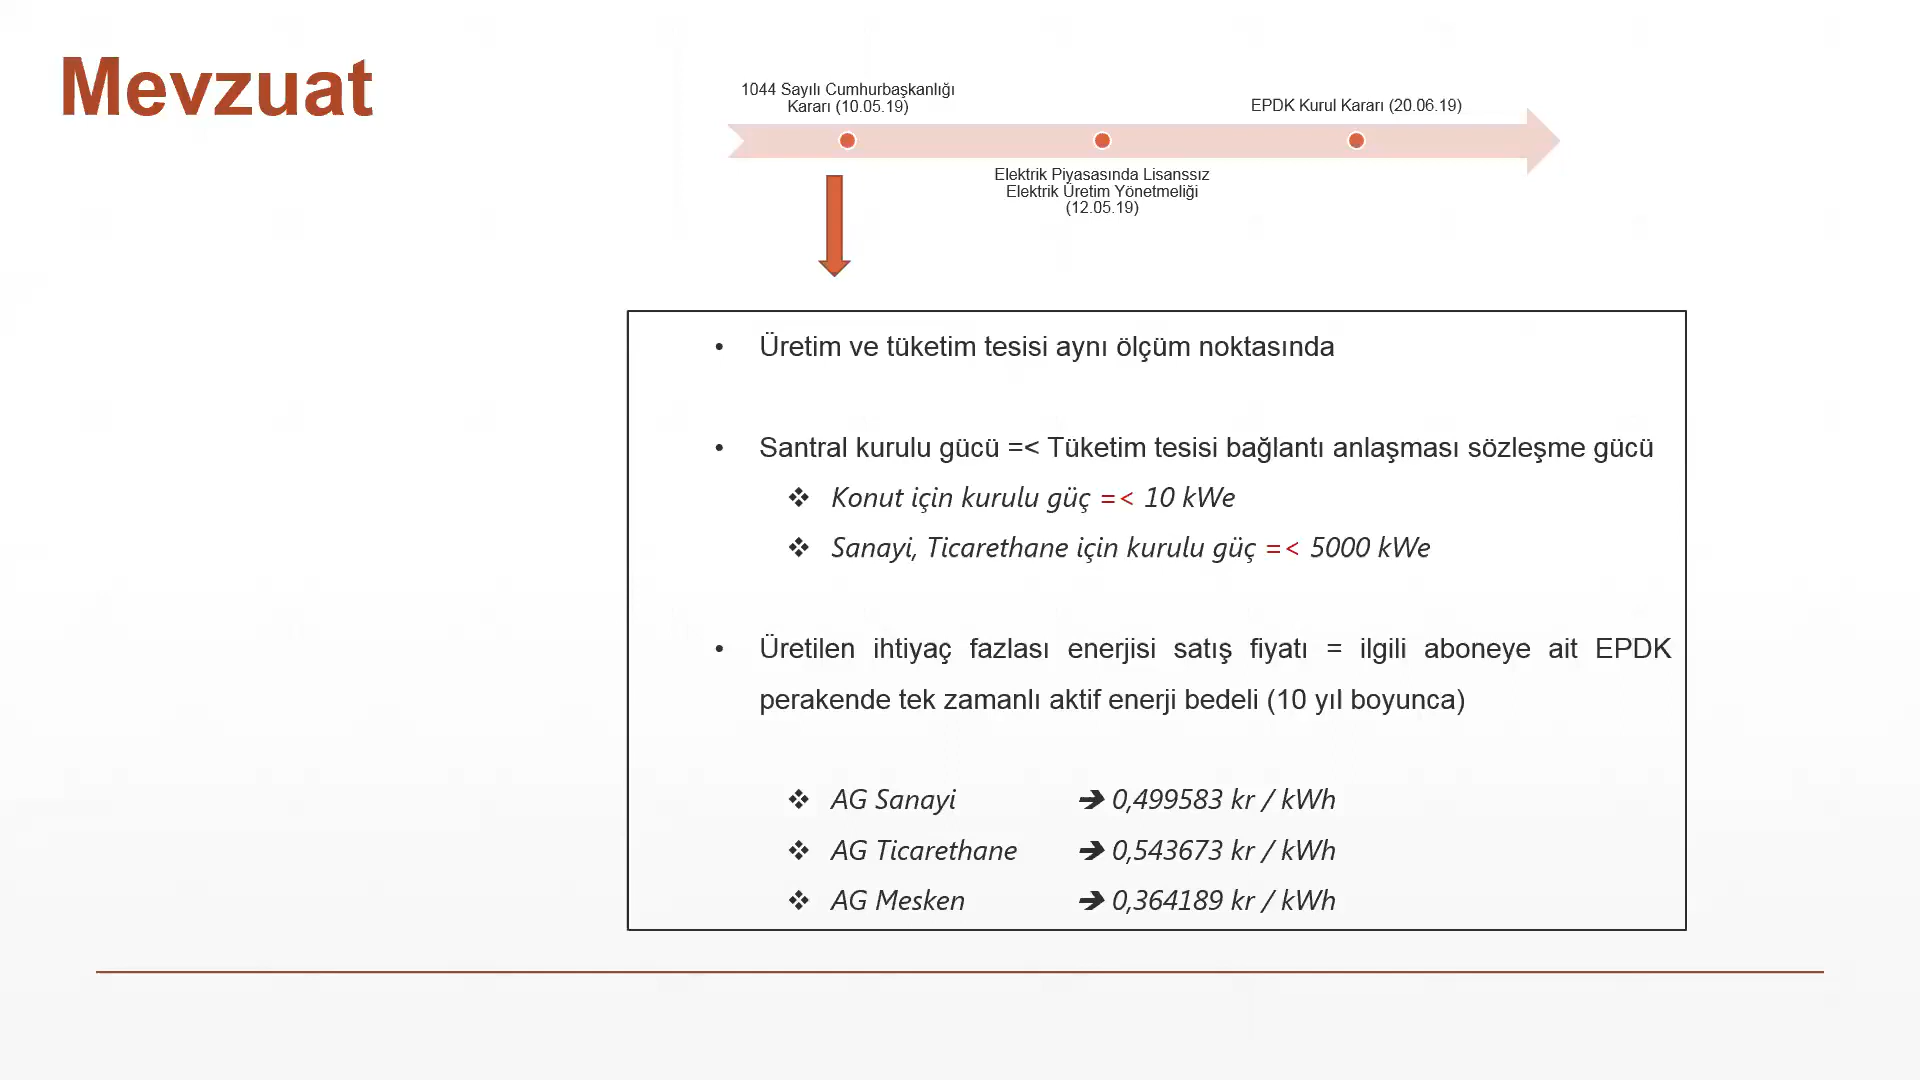 Mevzuat
1044 Sayılı Cumhurbaşkanlığı
Kararı (10.05.19)
EPDK Kurul Kararı (20.06.19)
Elektrik Piyasasında Lisanssız
Elektrik Üretim Yönetmeliği
(12.05.19)
• Üretim ve tüketim tesisi aynı ölçüm noktasında
• Santral kurulu gücü =< Tüketim tesisi bağlantı anlaşması sözleşme gücü
❖ Konut için kurulu güç =< 10 kWe
❖ Sanayi, Ticarethane için kurulu güç =< 5000 kWe
• Üretilen ihtiyaç fazlası enerjisi satış fiyatı = ilgili aboneye ait EPDK
perakende tek zamanlı aktif enerji bedeli (10 yıl boyunca)
❖ AG Sanayi ➔ 0,499583 kr / kWh
❖ AG Ticarethane ➔ 0,543673 kr / kWh
❖ AG Mesken ➔ 0,364189 kr / kWh